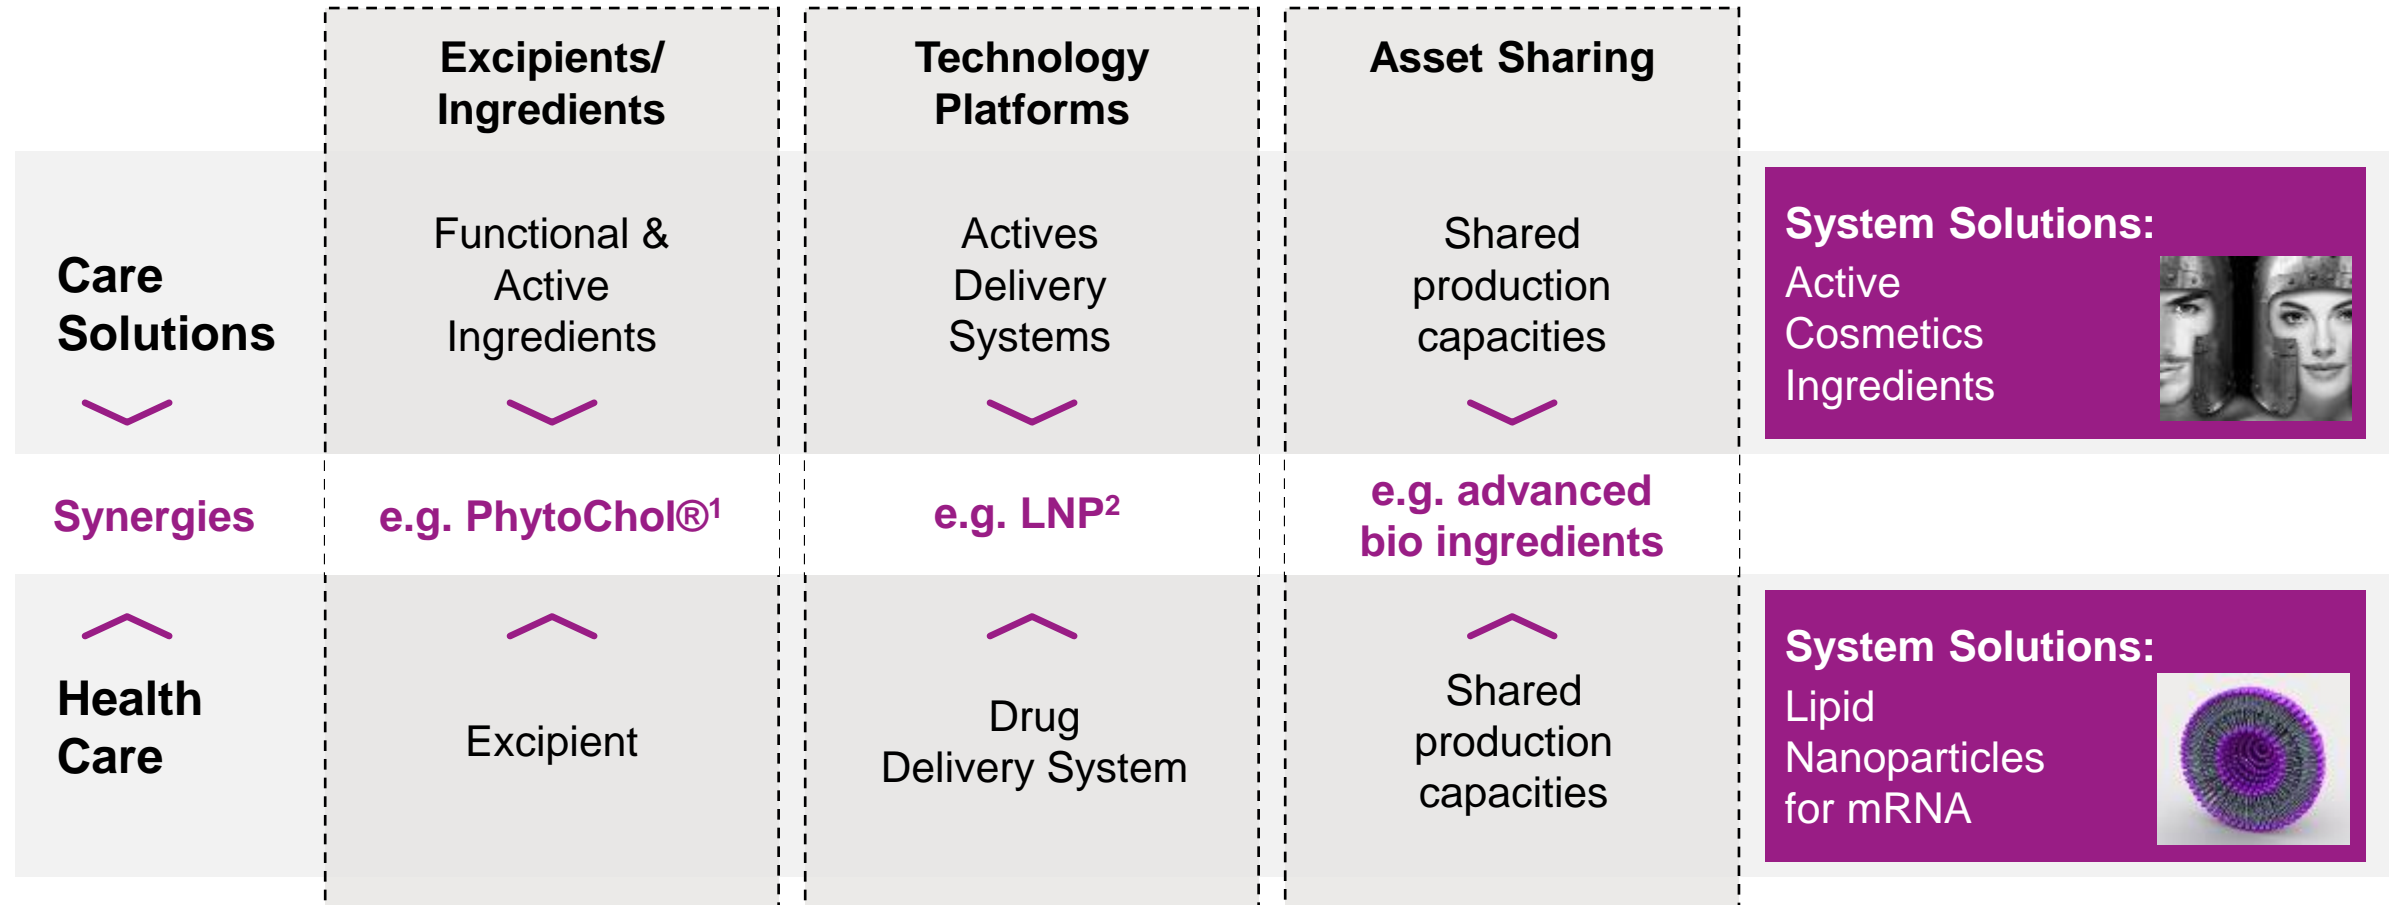 Excipients/
Ingredients
Technology
Platforms
Asset Sharing
Care
Solutions
Functional &
Active
Ingredients
Actives
Delivery
Systems
Shared
production
capacities
System Solutions:
Active
Cosmetics
Ingredients
Synergies
e.g. PhytoChol®¹
e.g. LNP²
e.g. advanced
bio ingredients
Health
Care
Excipient
Drug
Delivery System
Shared
production
capacities
System Solutions:
Lipid
Nanoparticles
for mRNA